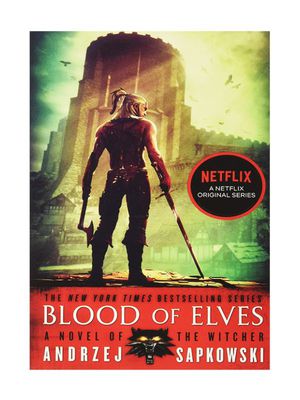 NETFLIX
A NETFLIX
ORIGINAL SERIES
THE NEW YORK TIMES BESTSELLING SERIES
BLOOD OF ELVES
A NOVEL OF THE WITCHER
ANDRZEJ SAPKOWSKI